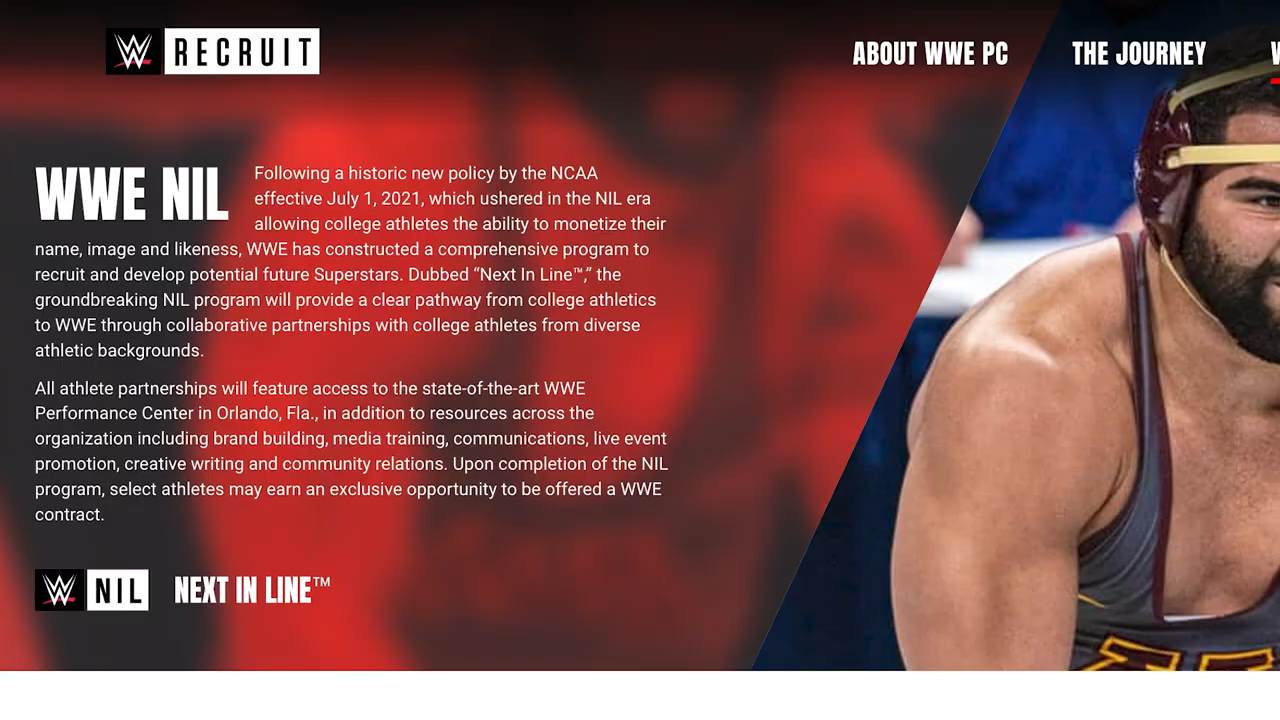 WWE RECRUIT
ABOUT WWE PC
THE JOURNEY
WWE NIL
Following a historic new policy by the NCAA
effective July 1, 2021, which ushered in the NIL era
allowing college athletes the ability to monetize their
name, image and likeness, WWE has constructed a comprehensive program to
recruit and develop potential future Superstars. Dubbed “Next In Line™,” the
groundbreaking NIL program will provide a clear pathway from college athletics
to WWE through collaborative partnerships with college athletes from diverse
athletic backgrounds.
All athlete partnerships will feature access to the state-of-the-art WWE
Performance Center in Orlando, Fla., in addition to resources across the
organization including brand building, media training, communications, live event
promotion, creative writing and community relations. Upon completion of the NIL
program, select athletes may earn an exclusive opportunity to be offered a WWE
contract.
W NIL NEXT IN LINE™